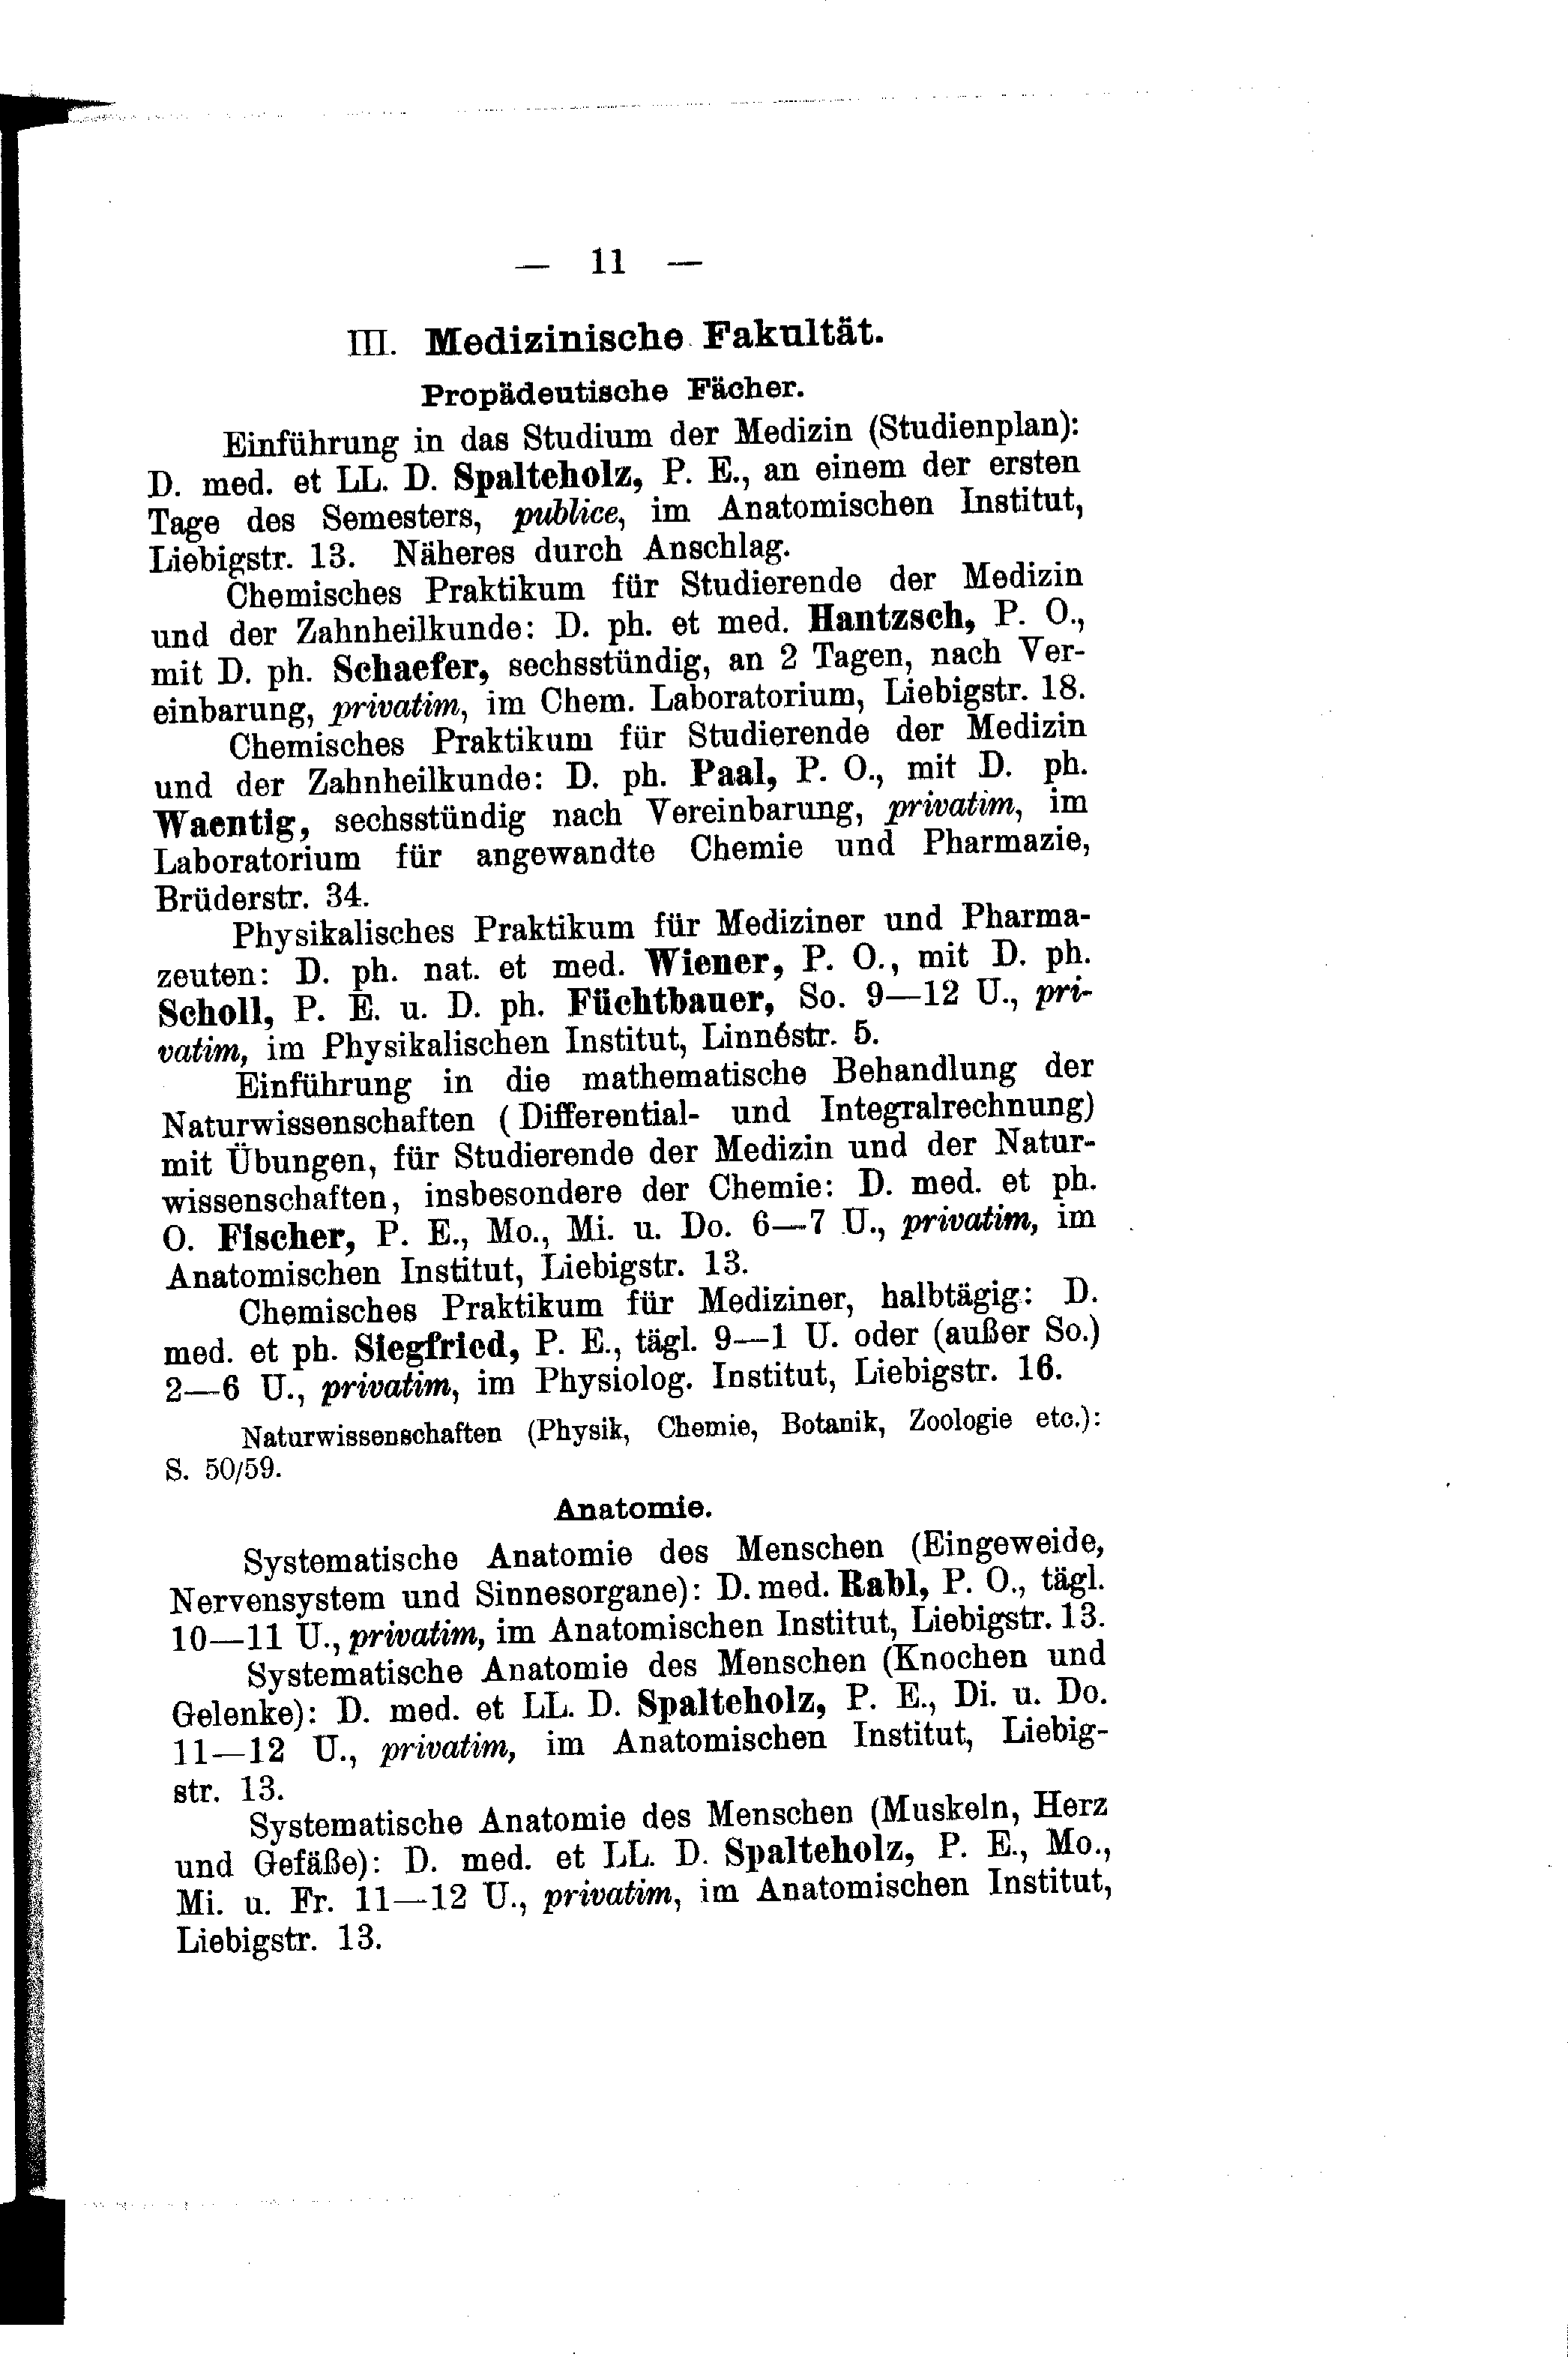 — 11 —
III. Medizinische Fakultät.
Propädeutische Fächer.
Einführung in das Studium der Medizin (Studienplan):
D. med. et LL. D. Spalteholz, P. E., an einem der ersten
Tage des Semesters, publice, im Anatomischen Institut,
Liebigstr. 13. Näheres durch Anschlag.
Chemisches Praktikum für Studierende der Medizin
und der Zahnheilkunde: D. ph. et med. Hantzsch, P. O.,
mit D. ph. Schaefer, sechsstündig, an 2 Tagen, nach Ver-
einbarung, privatim, im Chem. Laboratorium, Liebigstr. 18.
Chemisches Praktikum für Studierende der Medizin
und der Zahnheilkunde: D. ph. Paal, P. O., mit D. ph.
Waentig, sechsstündig nach Vereinbarung, privatim, im
Laboratorium für angewandte Chemie und Pharmazie,
Brüderstr. 34.
Physikalisches Praktikum für Mediziner und Pharma-
zeuten: D. ph. nat. et med. Wiener, P. O., mit D. ph.
Scholl, P. E. u. D. ph. Füchtbauer, So. 9—12 U., pri-
vatim, im Physikalischen Institut, Linnéstr. 5.
Einführung in die mathematische Behandlung der
Naturwissenschaften (Differential- und Integralrechnung)
mit Übungen, für Studierende der Medizin und der Natur-
wissenschaften, insbesondere der Chemie: D. med. et ph.
O. Fischer, P. E., Mo., Mi. u. Do. 6—7 U., privatim, im
Anatomischen Institut, Liebigstr. 13.
Chemisches Praktikum für Mediziner, halbtägig: D.
med. et ph. Siegfried, P. E., tägl. 9—1 U. oder (außer So.)
2—6 U., privatim, im Physiolog. Institut, Liebigstr. 16.
Naturwissenschaften (Physik, Chemie, Botanik, Zoologie etc.):
S. 50/59.
Anatomie.
Systematische Anatomie des Menschen (Eingeweide,
Nervensystem und Sinnesorgane): D. med. Rabl, P. O., tägl.
10—11 U., privatim, im Anatomischen Institut, Liebigstr. 13.
Systematische Anatomie des Menschen (Knochen und
Gelenke): D. med. et LL. D. Spalteholz, P. E., Di. u. Do.
11—12 U., privatim, im Anatomischen Institut, Liebig-
str. 13.
Systematische Anatomie des Menschen (Muskeln, Herz
und Gefäße): D. med. et LL. D. Spalteholz, P. E., Mo.,
Mi. u. Fr. 11—12 U., privatim, im Anatomischen Institut,
Liebigstr. 13.